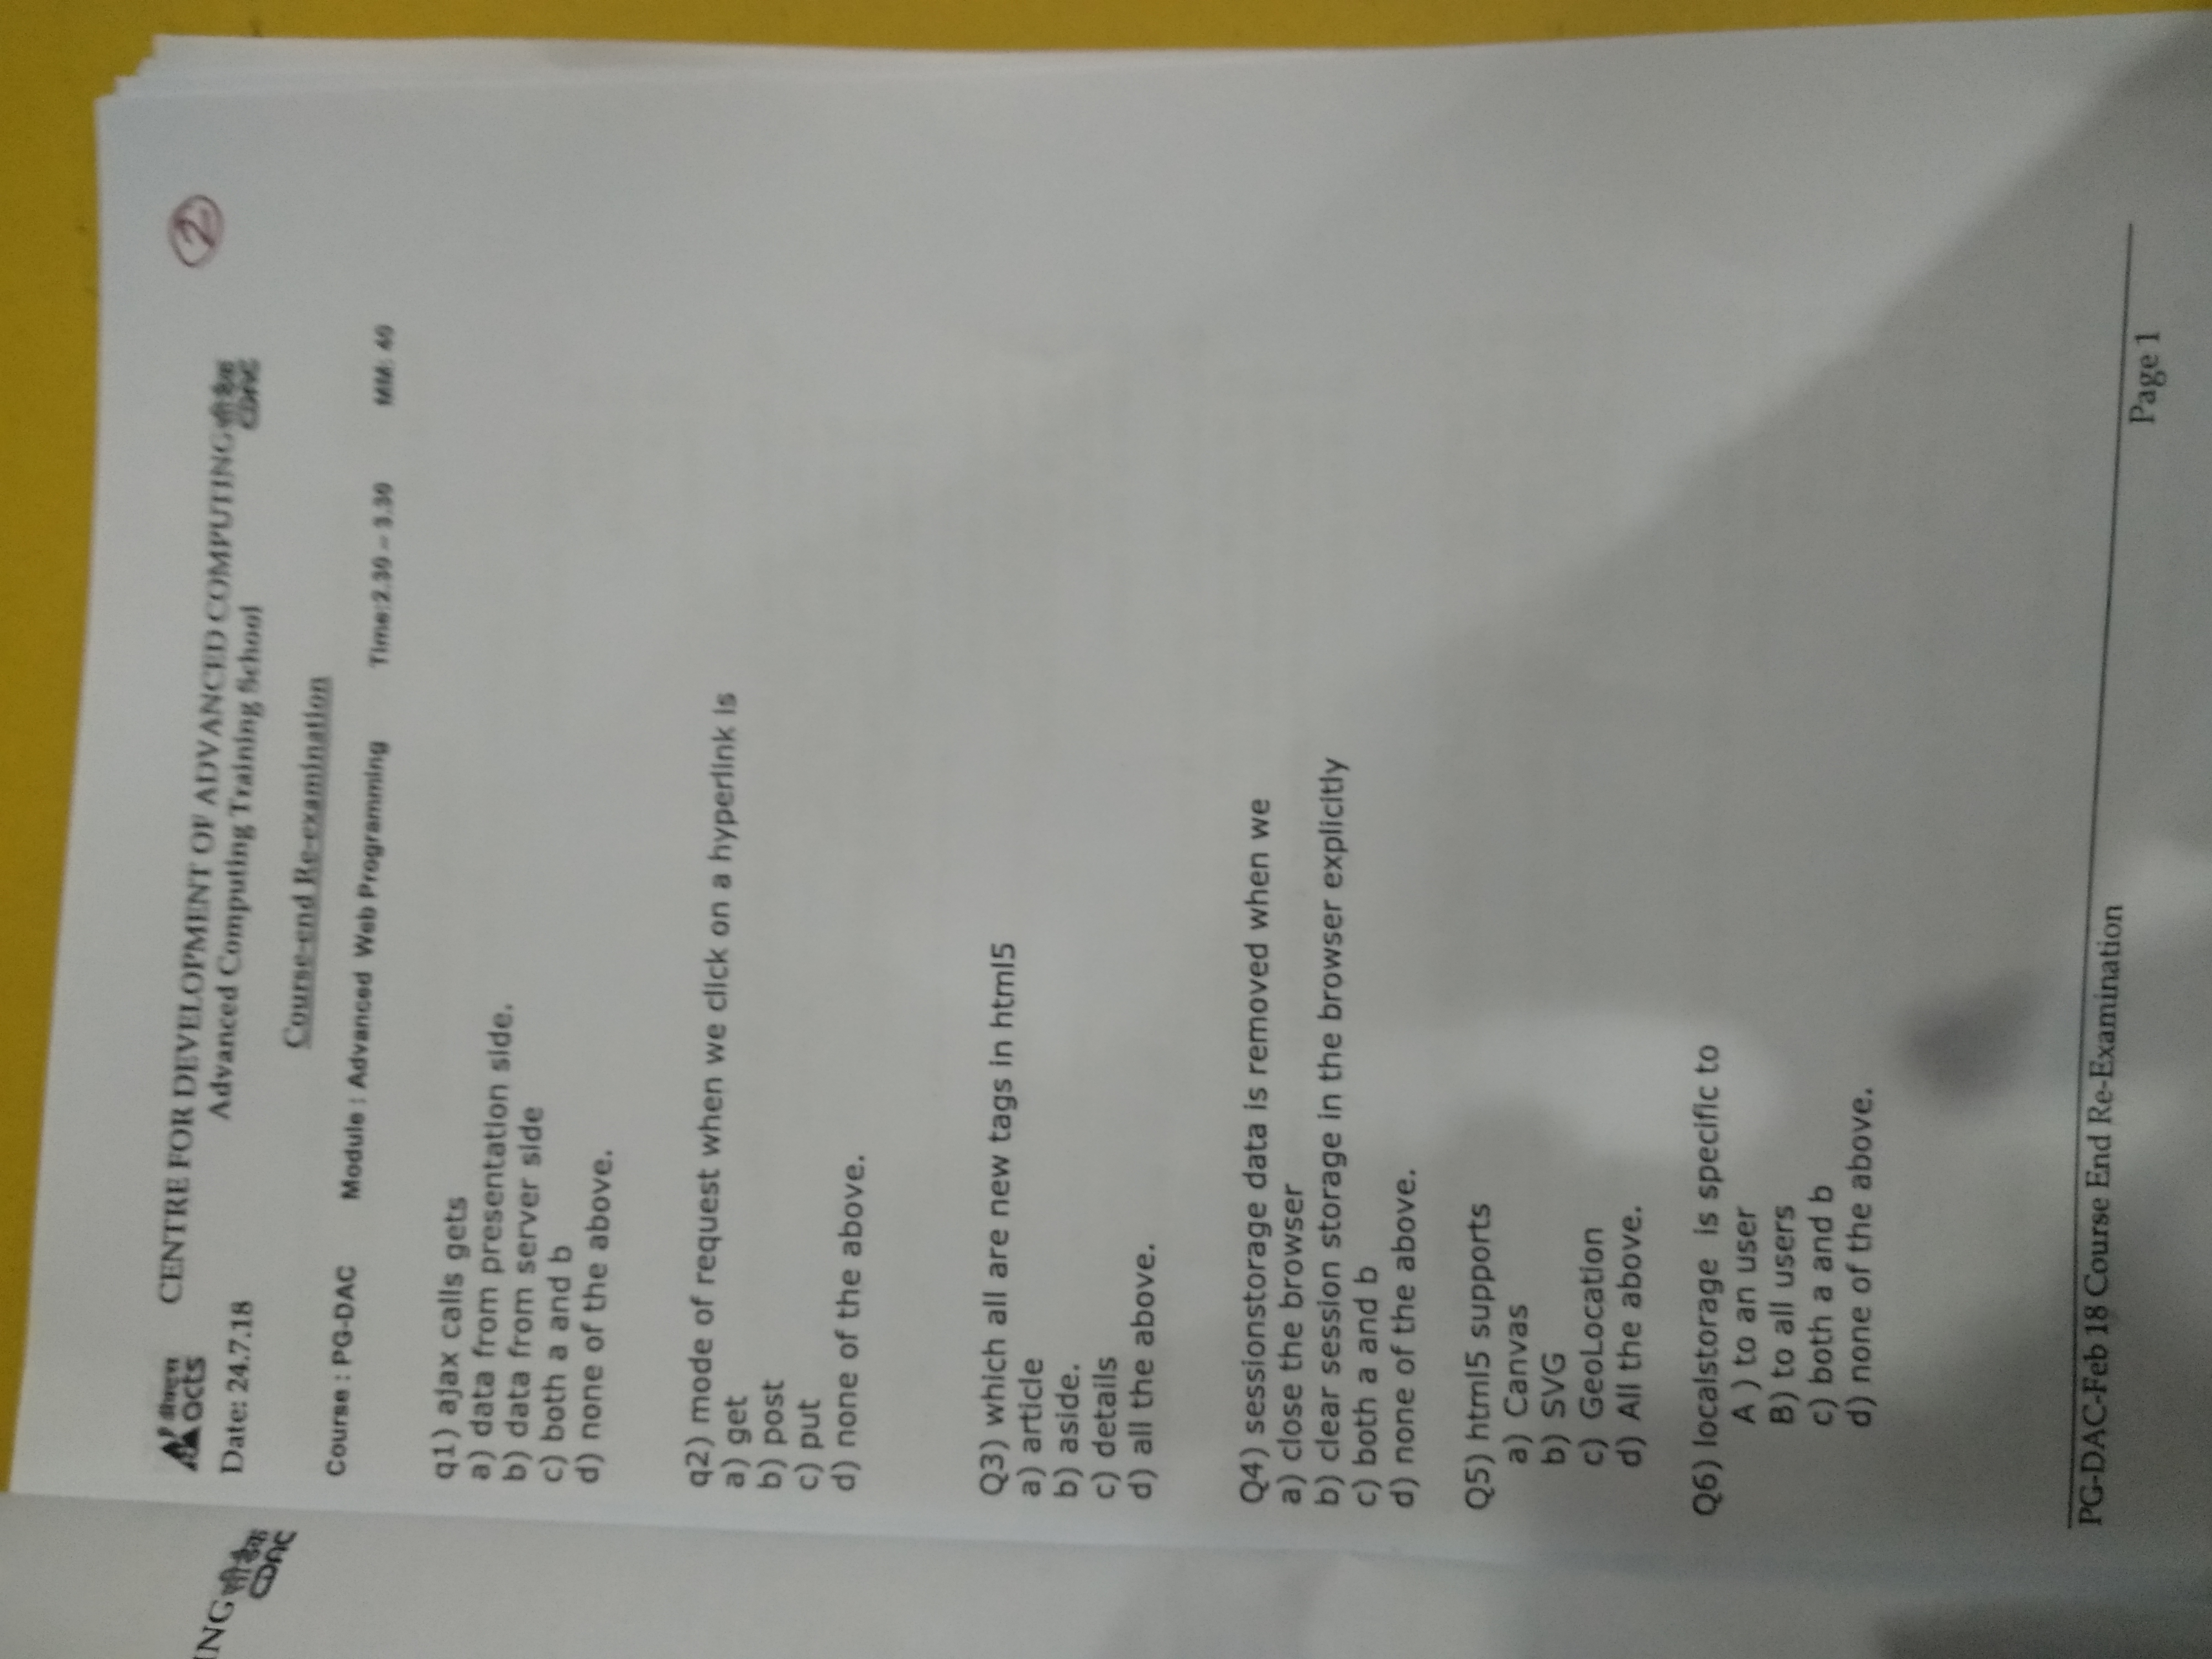 ING सी डैक
CDAC
एक्ट्स
acts
CENTRE FOR DEVELOPMENT OF ADVANCED COMPUTING सी डैक
CDAC
2
Date: 24.7.18
Advanced Computing Training School
Course-end Re-examination
Course : PG-DAC Module : Advanced Web Programming Time:2.30 – 3.30 MM: 40
q1) ajax calls gets
a) data from presentation side.
b) data from server side
c) both a and b
d) none of the above.
q2) mode of request when we click on a hyperlink is
a) get
b) post
c) put
d) none of the above.
Q3) which all are new tags in html5
a) article
b) aside.
c) details
d) all the above.
Q4) sessionstorage data is removed when we
a) close the browser
b) clear session storage in the browser explicitly
c) both a and b
d) none of the above.
Q5) html5 supports
a) Canvas
b) SVG
c) GeoLocation
d) All the above.
Q6) localstorage is specific to
A ) to an user
B) to all users
c) both a and b
d) none of the above.
PG-DAC-Feb 18 Course End Re-Examination
Page 1